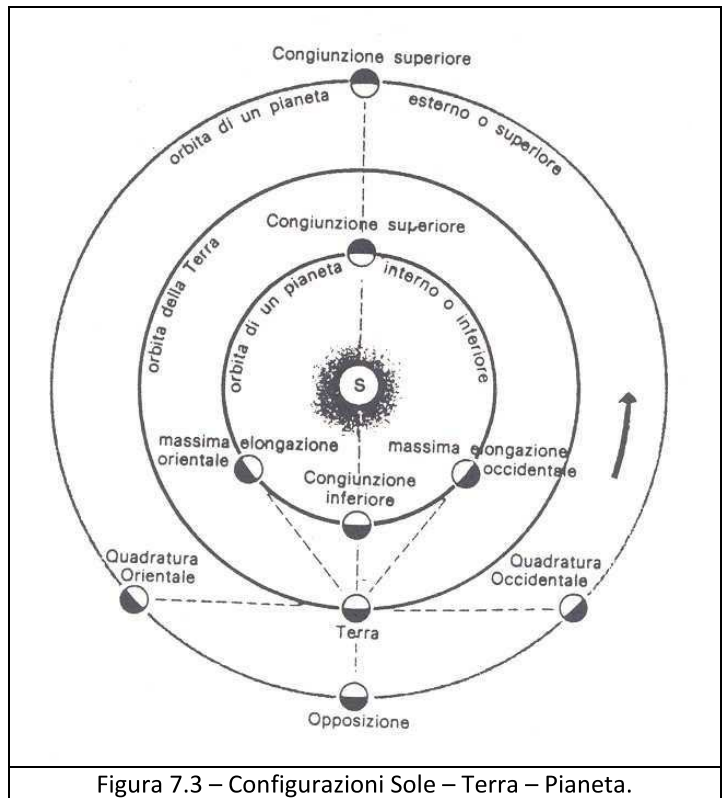 Congiunzione superiore
orbita di un pianeta
esterno o superiore
Congiunzione superiore
orbita della Terra
orbita di un pianeta
interno o inferiore
S
massima elongazione
orientale
massima elongazione
occidentale
Congiunzione
inferiore
Quadratura
Orientale
Quadratura
Occidentale
Terra
Opposizione
Figura 7.3 – Configurazioni Sole – Terra – Pianeta.